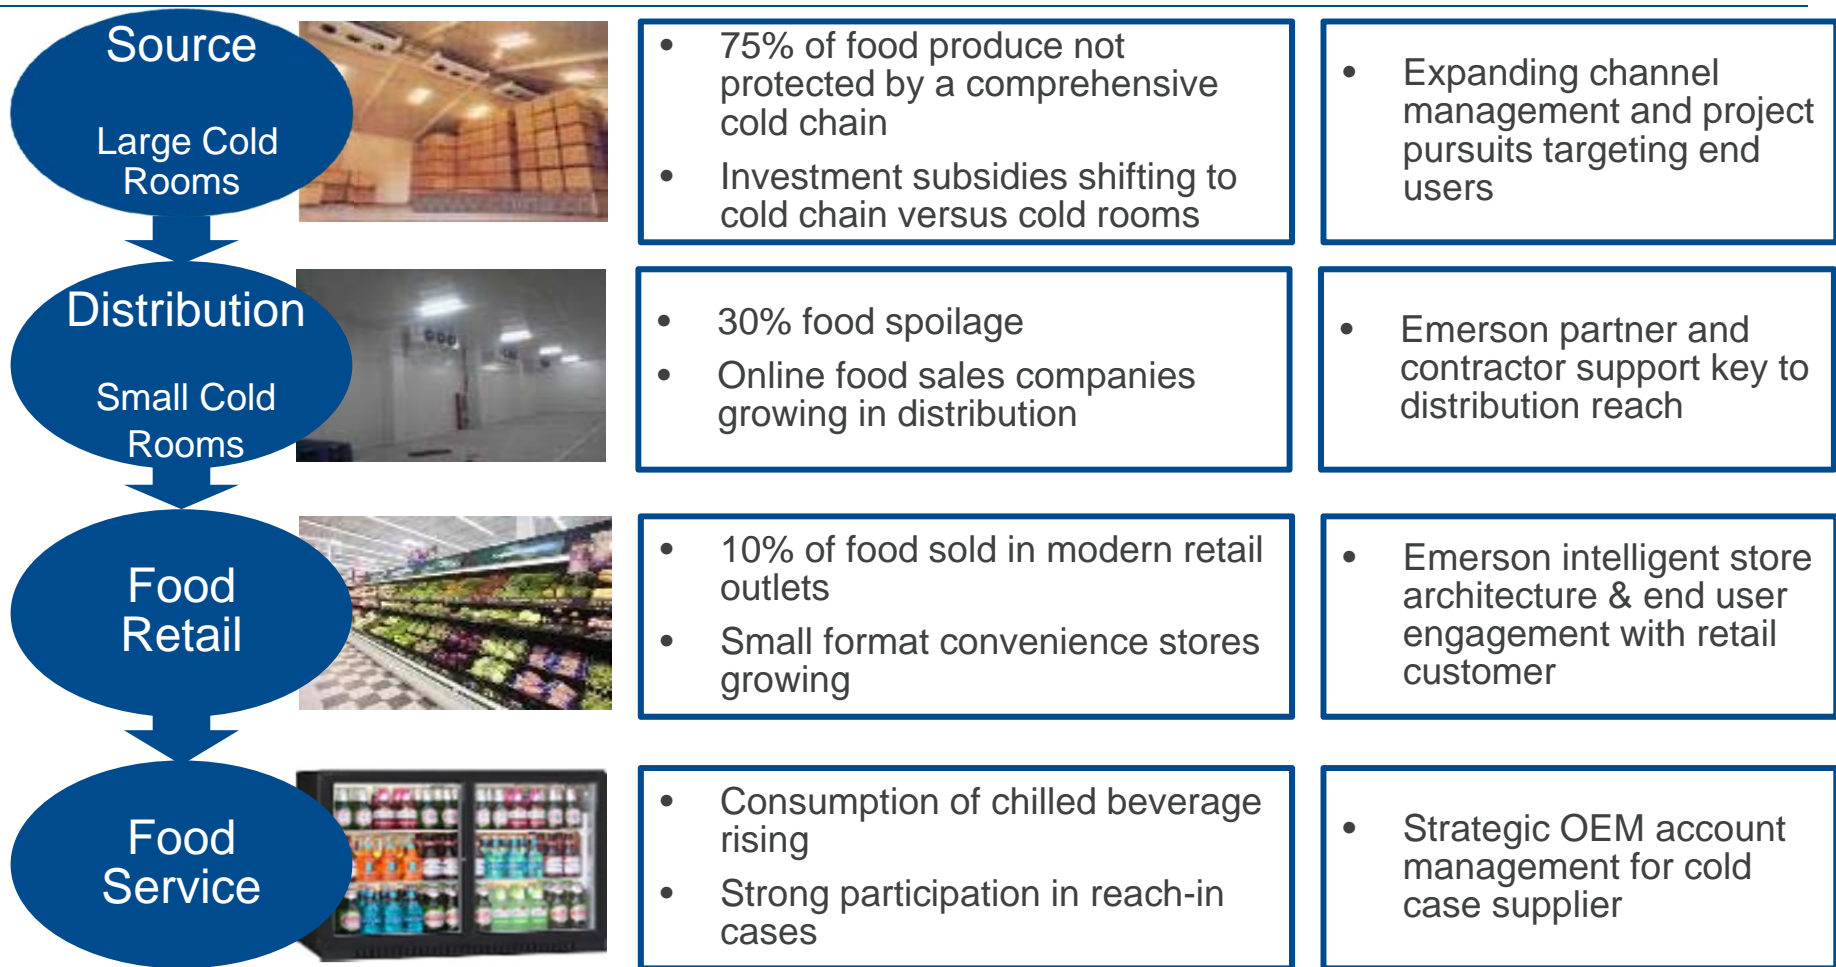 Source
Large Cold
Rooms
• 75% of food produce not
protected by a comprehensive
cold chain
• Investment subsidies shifting to
cold chain versus cold rooms
• Expanding channel
management and project
pursuits targeting end
users
Distribution
Small Cold
Rooms
• 30% food spoilage
• Online food sales companies
growing in distribution
• Emerson partner and
contractor support key to
distribution reach
Food
Retail
• 10% of food sold in modern retail
outlets
• Small format convenience stores
growing
• Emerson intelligent store
architecture & end user
engagement with retail
customer
Food
Service
• Consumption of chilled beverage
rising
• Strong participation in reach-in
cases
• Strategic OEM account
management for cold
case supplier